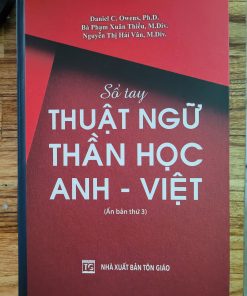 Daniel C. Owens, Ph.D.
Bà Phạm Xuân Thiều, M.Div.
Nguyễn Thị Hải Vân, M.Div.
Sổ tay
THUẬT NGỮ
THẦN HỌC
ANH - VIỆT
(Ấn bản thứ 3)
TG
NHÀ XUẤT BẢN TÔN GIÁO